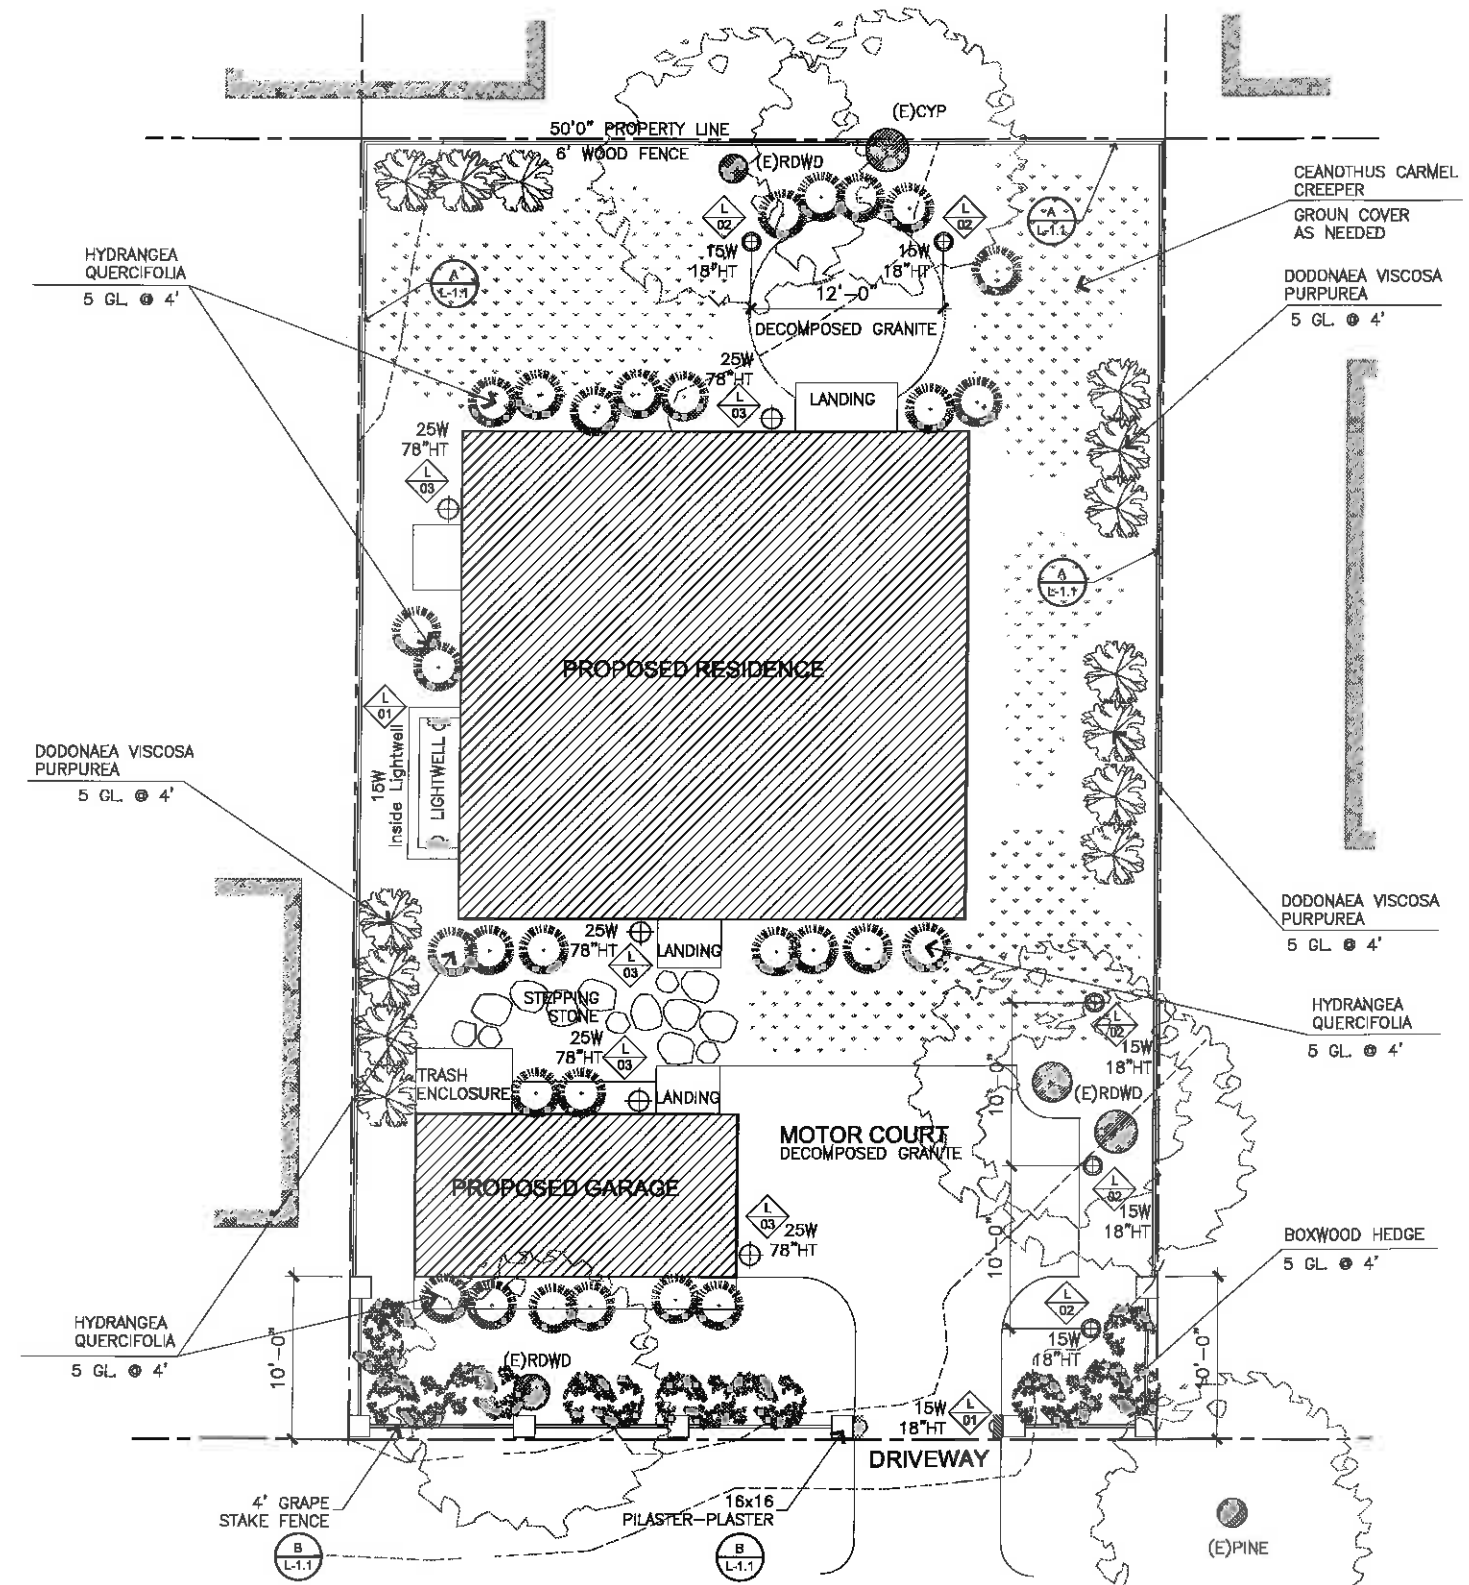 (E)CYP
50'0" PROPERTY LINE
6' WOOD FENCE
(E)RDWD
CEANOTHUS CARMEL
CREEPER
GROUN COVER
AS NEEDED
L
02
L
02
A
L-1.1
15W
18"HT
15W
18"HT
HYDRANGEA
QUERCIFOLIA
5 GL @ 4'
A
L-1.1
DODONAEA VISCOSA
PURPUREA
5 GL. @ 4'
12'-0"
DECOMPOSED GRANITE
25W
78"HT
L
03
LANDING
25W
78"HT
L
03
A
L-1.1
PROPOSED RESIDENCE
L
01
15W
Inside Lightwell
LIGHTWELL
DODONAEA VISCOSA
PURPUREA
5 GL. @ 4'
DODONAEA VISCOSA
PURPUREA
5 GL @ 4'
25W
78"HT
L
03
LANDING
STEPPING
STONE
HYDRANGEA
QUERCIFOLIA
5 GL. @ 4'
25W
78"HT
L
03
L
02
15W
18"HT
10'-0"
TRASH
ENCLOSURE
LANDING
(E)RDWD
MOTOR COURT
DECOMPOSED GRANITE
PROPOSED GARAGE
L
02
15W
18"HT
L
03
25W
78"HT
10'-0"
BOXWOOD HEDGE
5 GL @ 4'
L
02
15W
18"HT
HYDRANGEA
QUERCIFOLIA
5 GL. @ 4'
10'-0"
(E)RDWD
10'-0"
15W
18"HT
L
01
DRIVEWAY
4' GRAPE
STAKE FENCE
B
L-1.1
16x16
PILASTER-PLASTER
B
L-1.1
(E)PINE